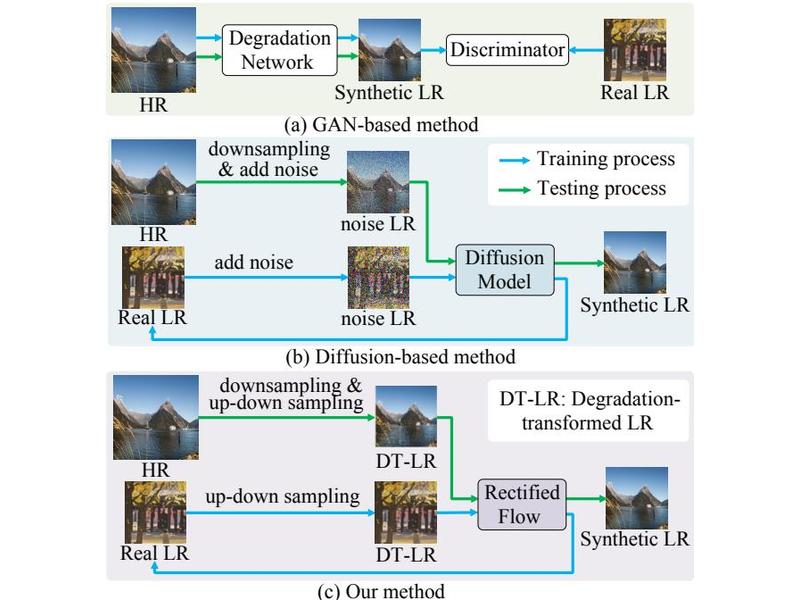 Degradation
Network
Discriminator
HR
Synthetic LR
Real LR
(a) GAN-based method
downsampling
& add noise
Training process
Testing process
HR
noise LR
add noise
Diffusion
Model
Real LR
noise LR
Synthetic LR
(b) Diffusion-based method
downsampling &
up-down sampling
DT-LR: Degradation-
transformed LR
HR
DT-LR
up-down sampling
Rectified
Flow
Real LR
DT-LR
Synthetic LR
(c) Our method